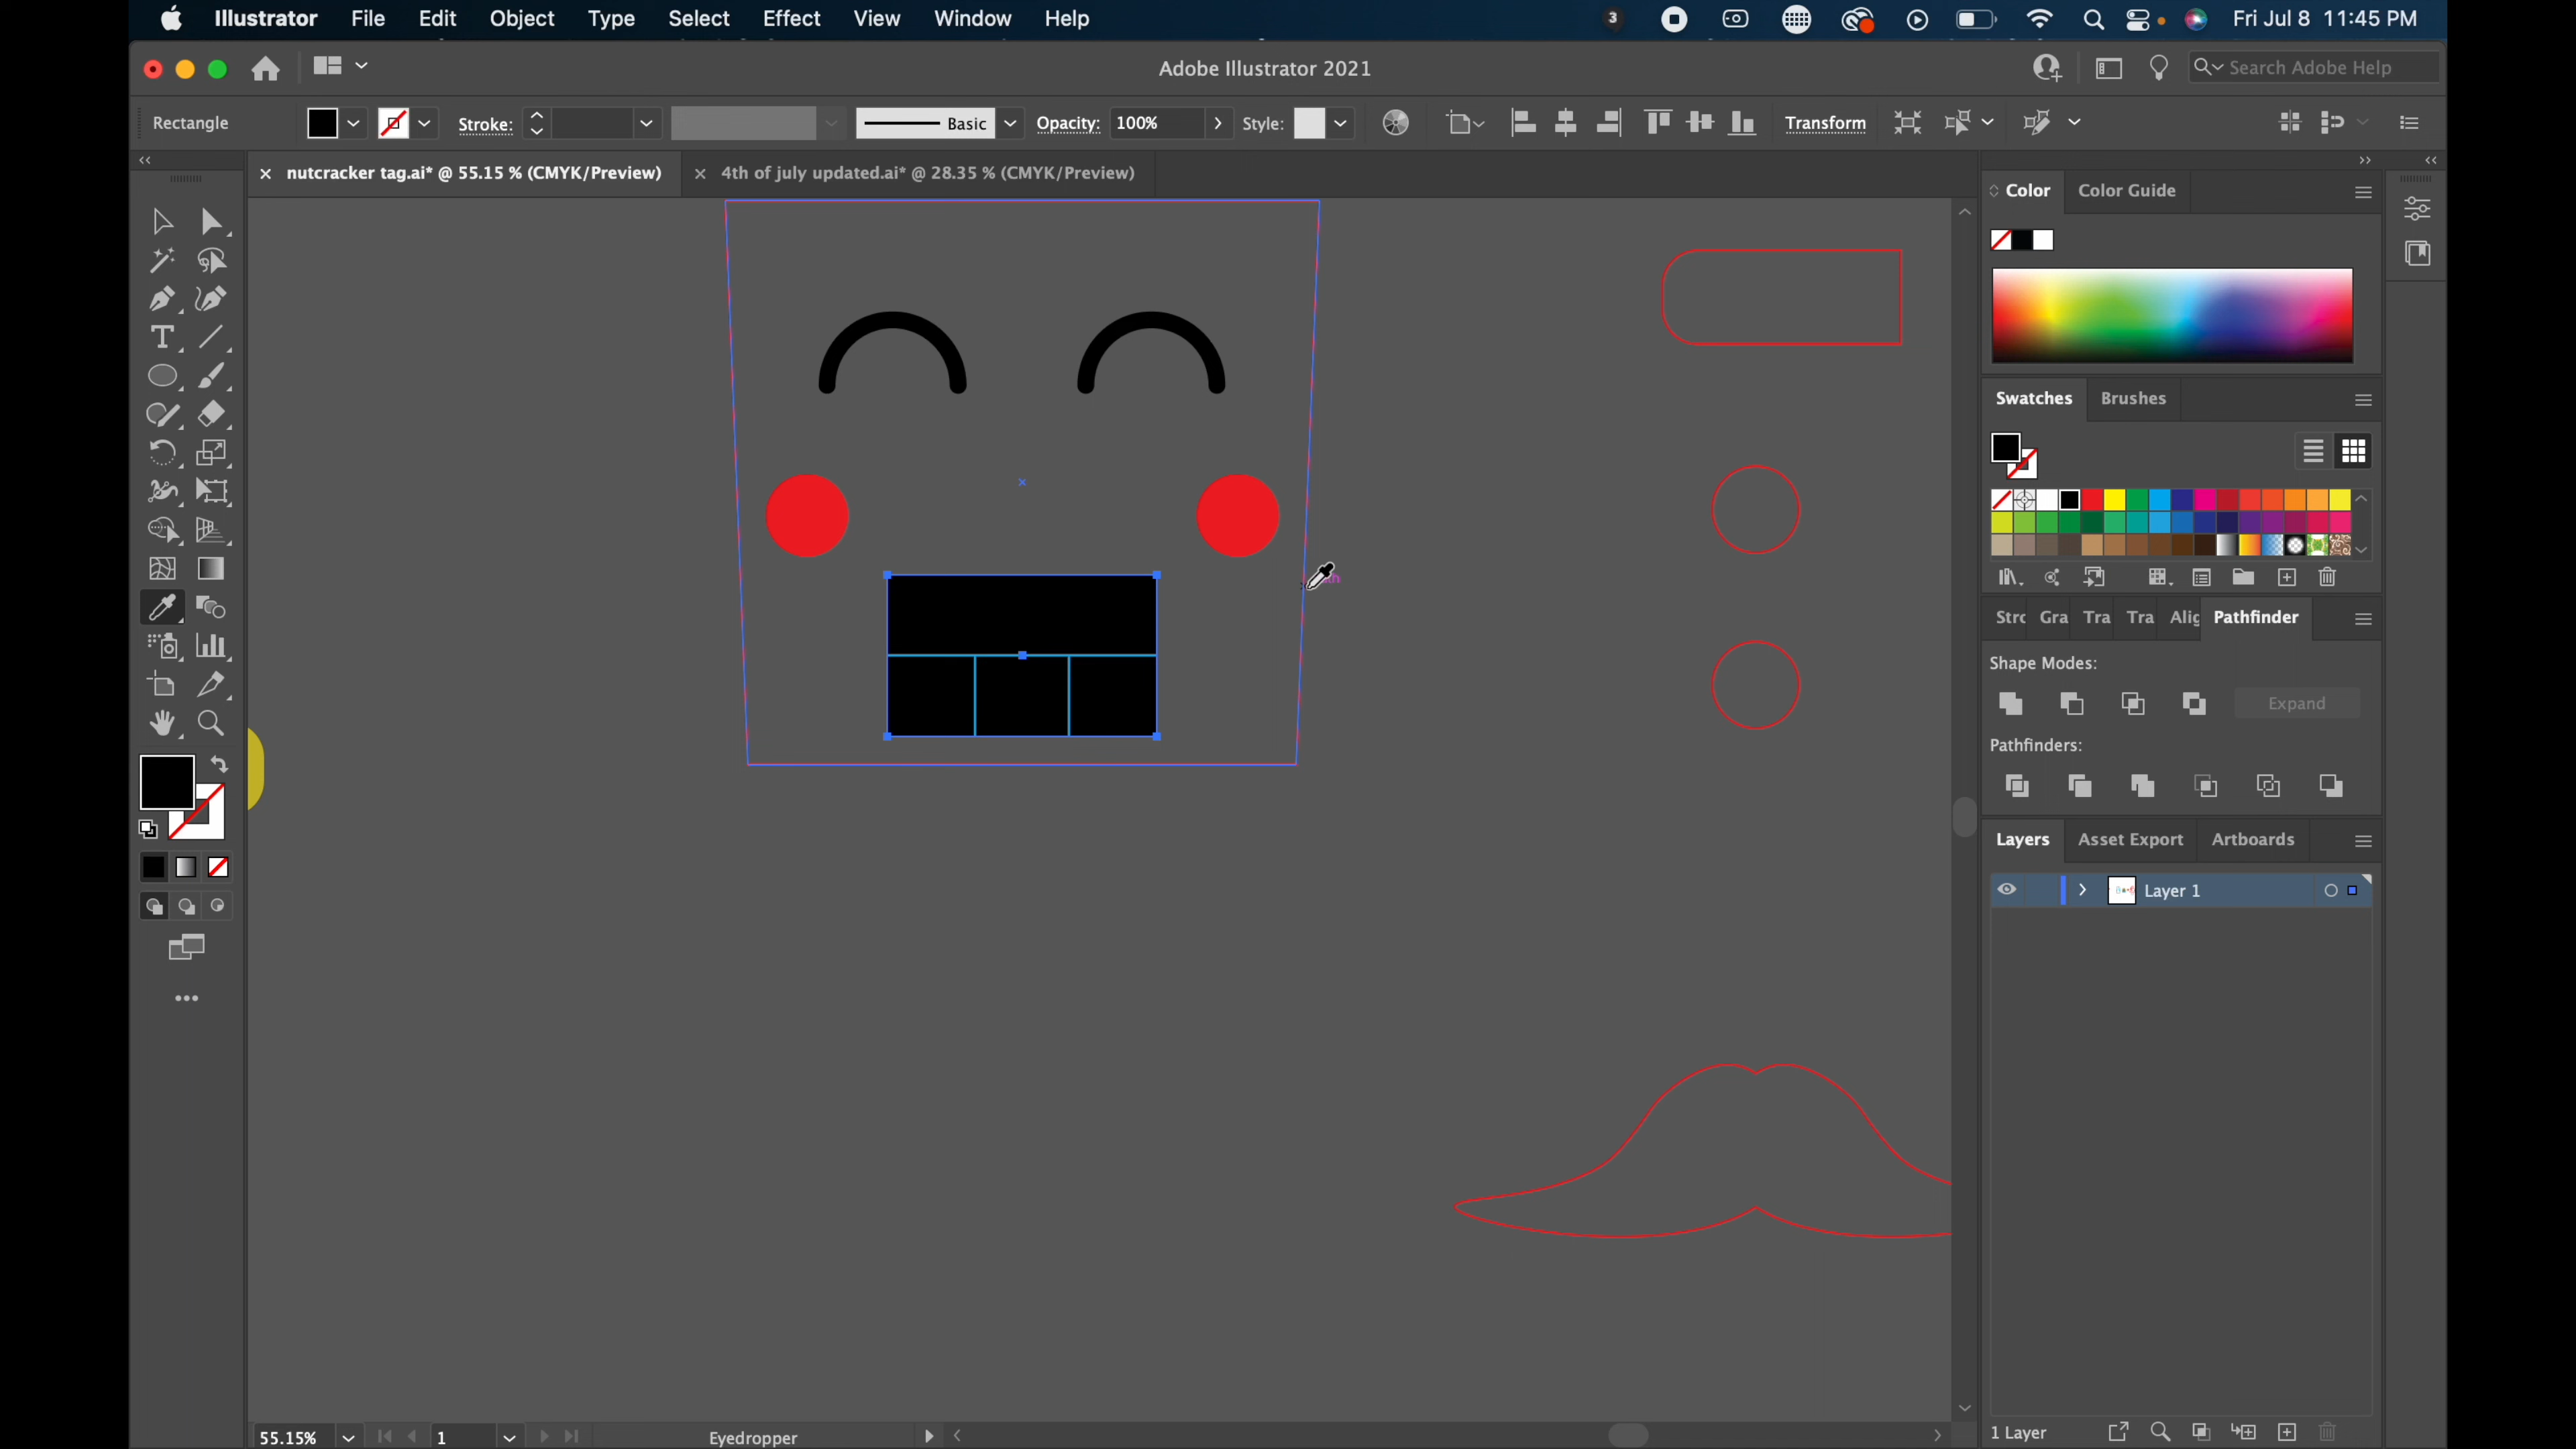 Illustrator File Edit Object Type Select Effect View Window Help 3 Fri Jul 8 11:45 PM
Adobe Illustrator 2021 Search Adobe Help
Rectangle Stroke: Basic Opacity: 100% Style: Transform
nutcracker tag.ai* @ 55.15 % (CMYK/Preview) 4th of july updated.ai* @ 28.35 % (CMYK/Preview)
Color Color Guide
Swatches Brushes
Strc Gra Tra Tra Alig Pathfinder
Shape Modes:
Expand
Pathfinders:
Layers Asset Export Artboards
Layer 1
55.15% 1 Eyedropper 1 Layer